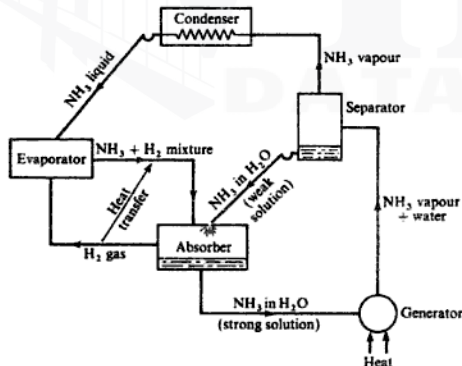 Condenser
NH3 liquid
NH3 vapour
Separator
Evaporator
NH3 + H2 mixture
NH3 in H2O
(weak
solution)
Heat
transfer
NH3 vapour
+ water
H2 gas
Absorber
NH3 in H2O
(strong solution)
Generator
Heat
DATA